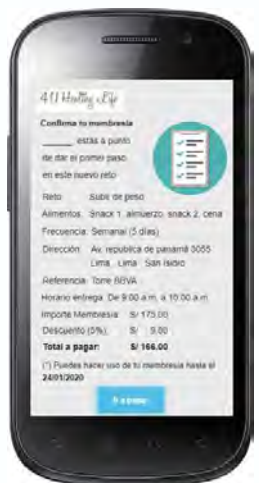 4U Healthy Life
Confirma tu membresía
______ estás a punto
de dar el primer paso
en este nuevo reto
Reto: Subir de peso
Alimentos: Snack 1, almuerzo, snack 2, cena
Frecuencia: Semanal (5 días)
Dirección: Av. republica de panamá 3055
Lima Lima San Isidro
Referencia: Torre BBVA
Horario entrega: De 9:00 a.m. a 10:00 a.m.
Importe Membresía: S/ 175.00
Descuento (5%): S/ 9.00
Total a pagar: S/ 166.00
(*) Puedes hacer uso de tu membresía hasta el
24/01/2020